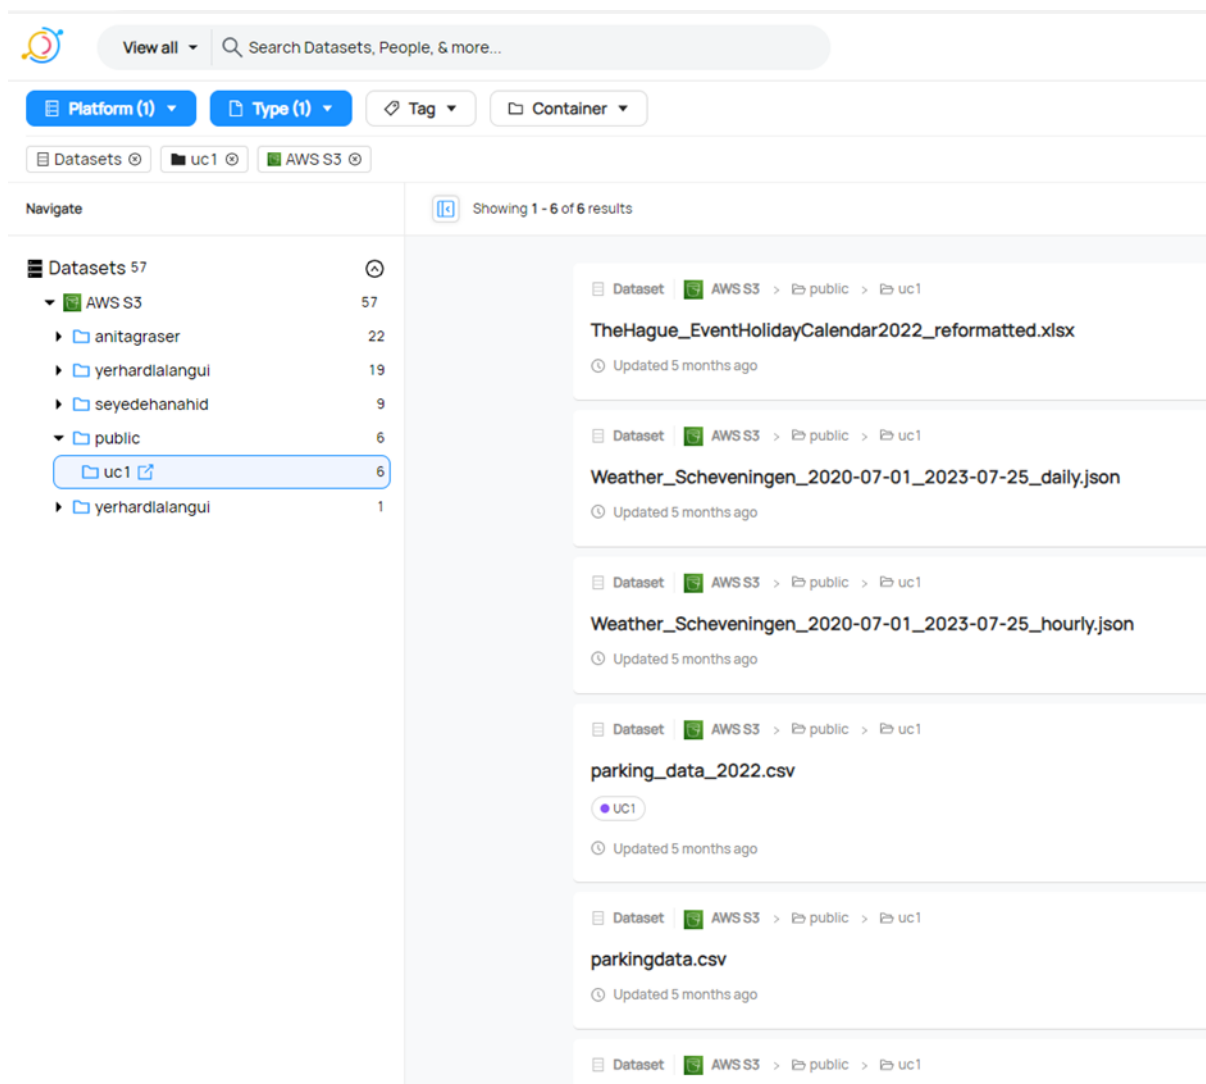 View all Search Datasets, People, & more...
Platform (1) Type (1) Tag Container
Datasets uc1 AWS S3
Navigate
Showing 1 - 6 of 6 results
Datasets 57
AWS S3 57
anitagraser 22
yerhardlalangui 19
seyedehanahid 9
public 6
uc1 6
yerhardlalangui 1
Dataset AWS S3 > public > uc1
TheHague_EventHolidayCalendar2022_reformatted.xlsx
Updated 5 months ago
Dataset AWS S3 > public > uc1
Weather_Scheveningen_2020-07-01_2023-07-25_daily.json
Updated 5 months ago
Dataset AWS S3 > public > uc1
Weather_Scheveningen_2020-07-01_2023-07-25_hourly.json
Updated 5 months ago
Dataset AWS S3 > public > uc1
parking_data_2022.csv
UC1
Updated 5 months ago
Dataset AWS S3 > public > uc1
parkingdata.csv
Updated 5 months ago
Dataset AWS S3 > public > uc1